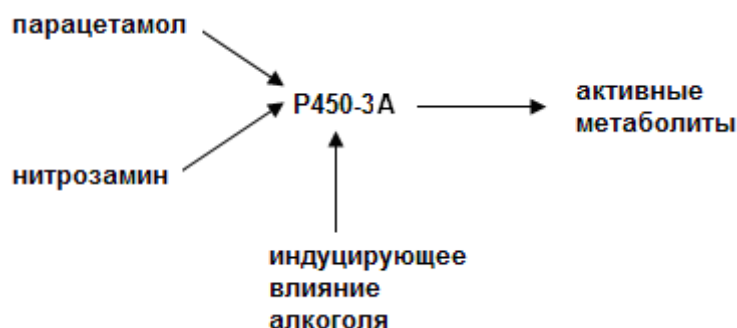 парацетамол
P450-3A
активные
метаболиты
нитрозамин
индуцирующее
влияние
алкоголя